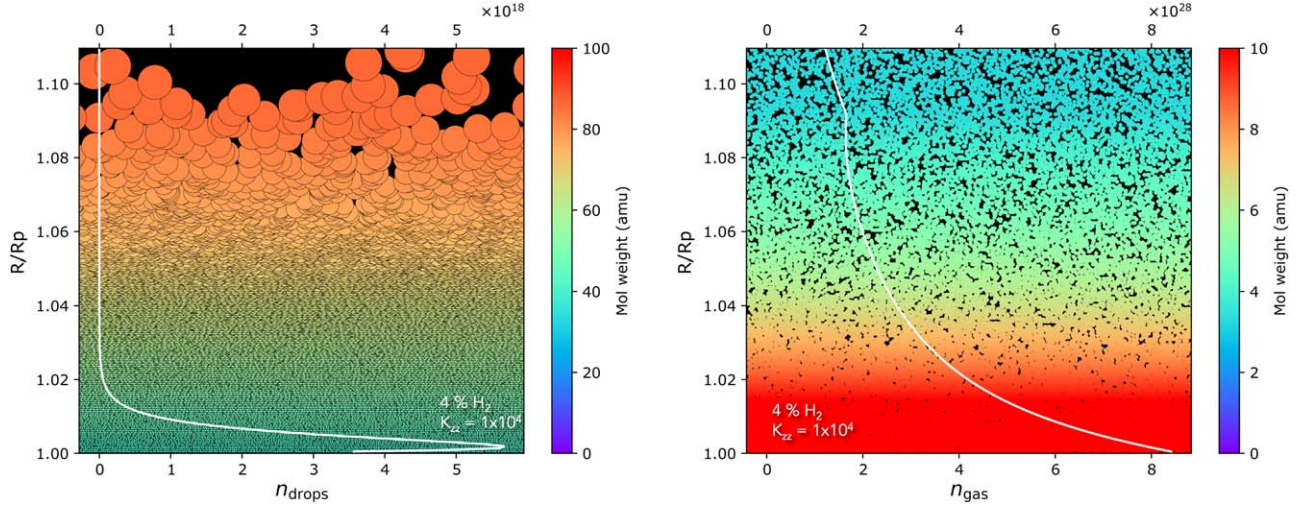 ×10¹⁸
0 1 2 3 4 5
1.10
1.08
1.06
1.04
1.02
1.00
R/Rp
4 % H₂
K_zz = 1x10⁴
0 1 2 3 4 5
n_drops
100
80
60
40
20
0
Mol weight (amu)
×10²⁸
0 2 4 6 8
1.10
1.08
1.06
1.04
1.02
1.00
R/Rp
4 % H₂
K_zz = 1x10⁴
0 2 4 6 8
n_gas
10
8
6
4
2
0
Mol weight (amu)